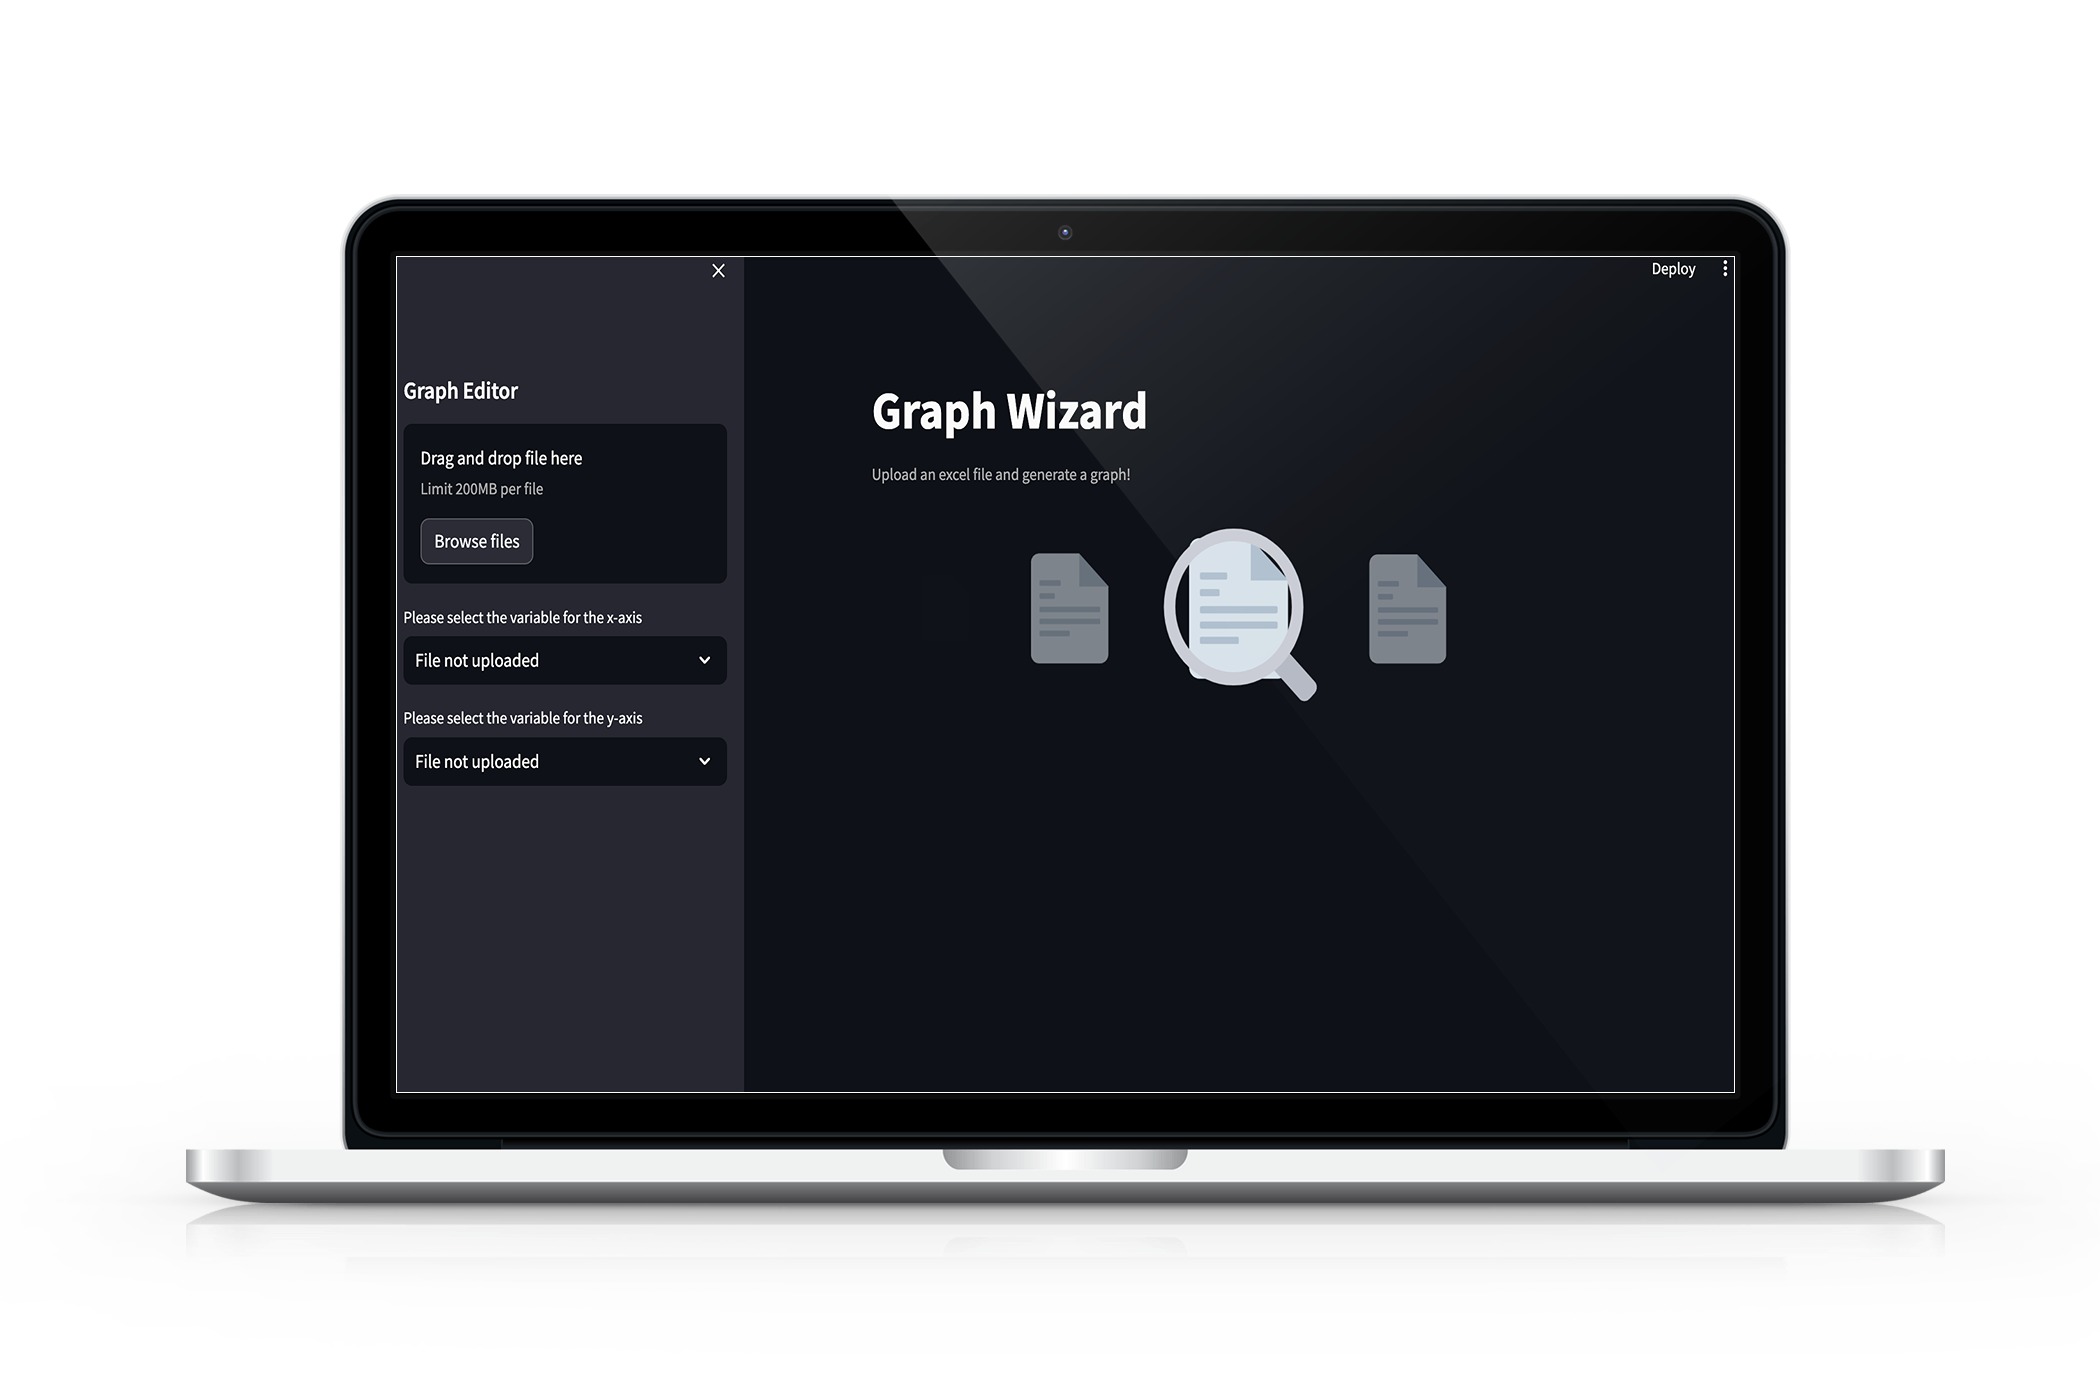 Deploy
Graph Editor
Drag and drop file here
Limit 200MB per file
Browse files
Please select the variable for the x-axis
File not uploaded
Please select the variable for the y-axis
File not uploaded
Graph Wizard
Upload an excel file and generate a graph!